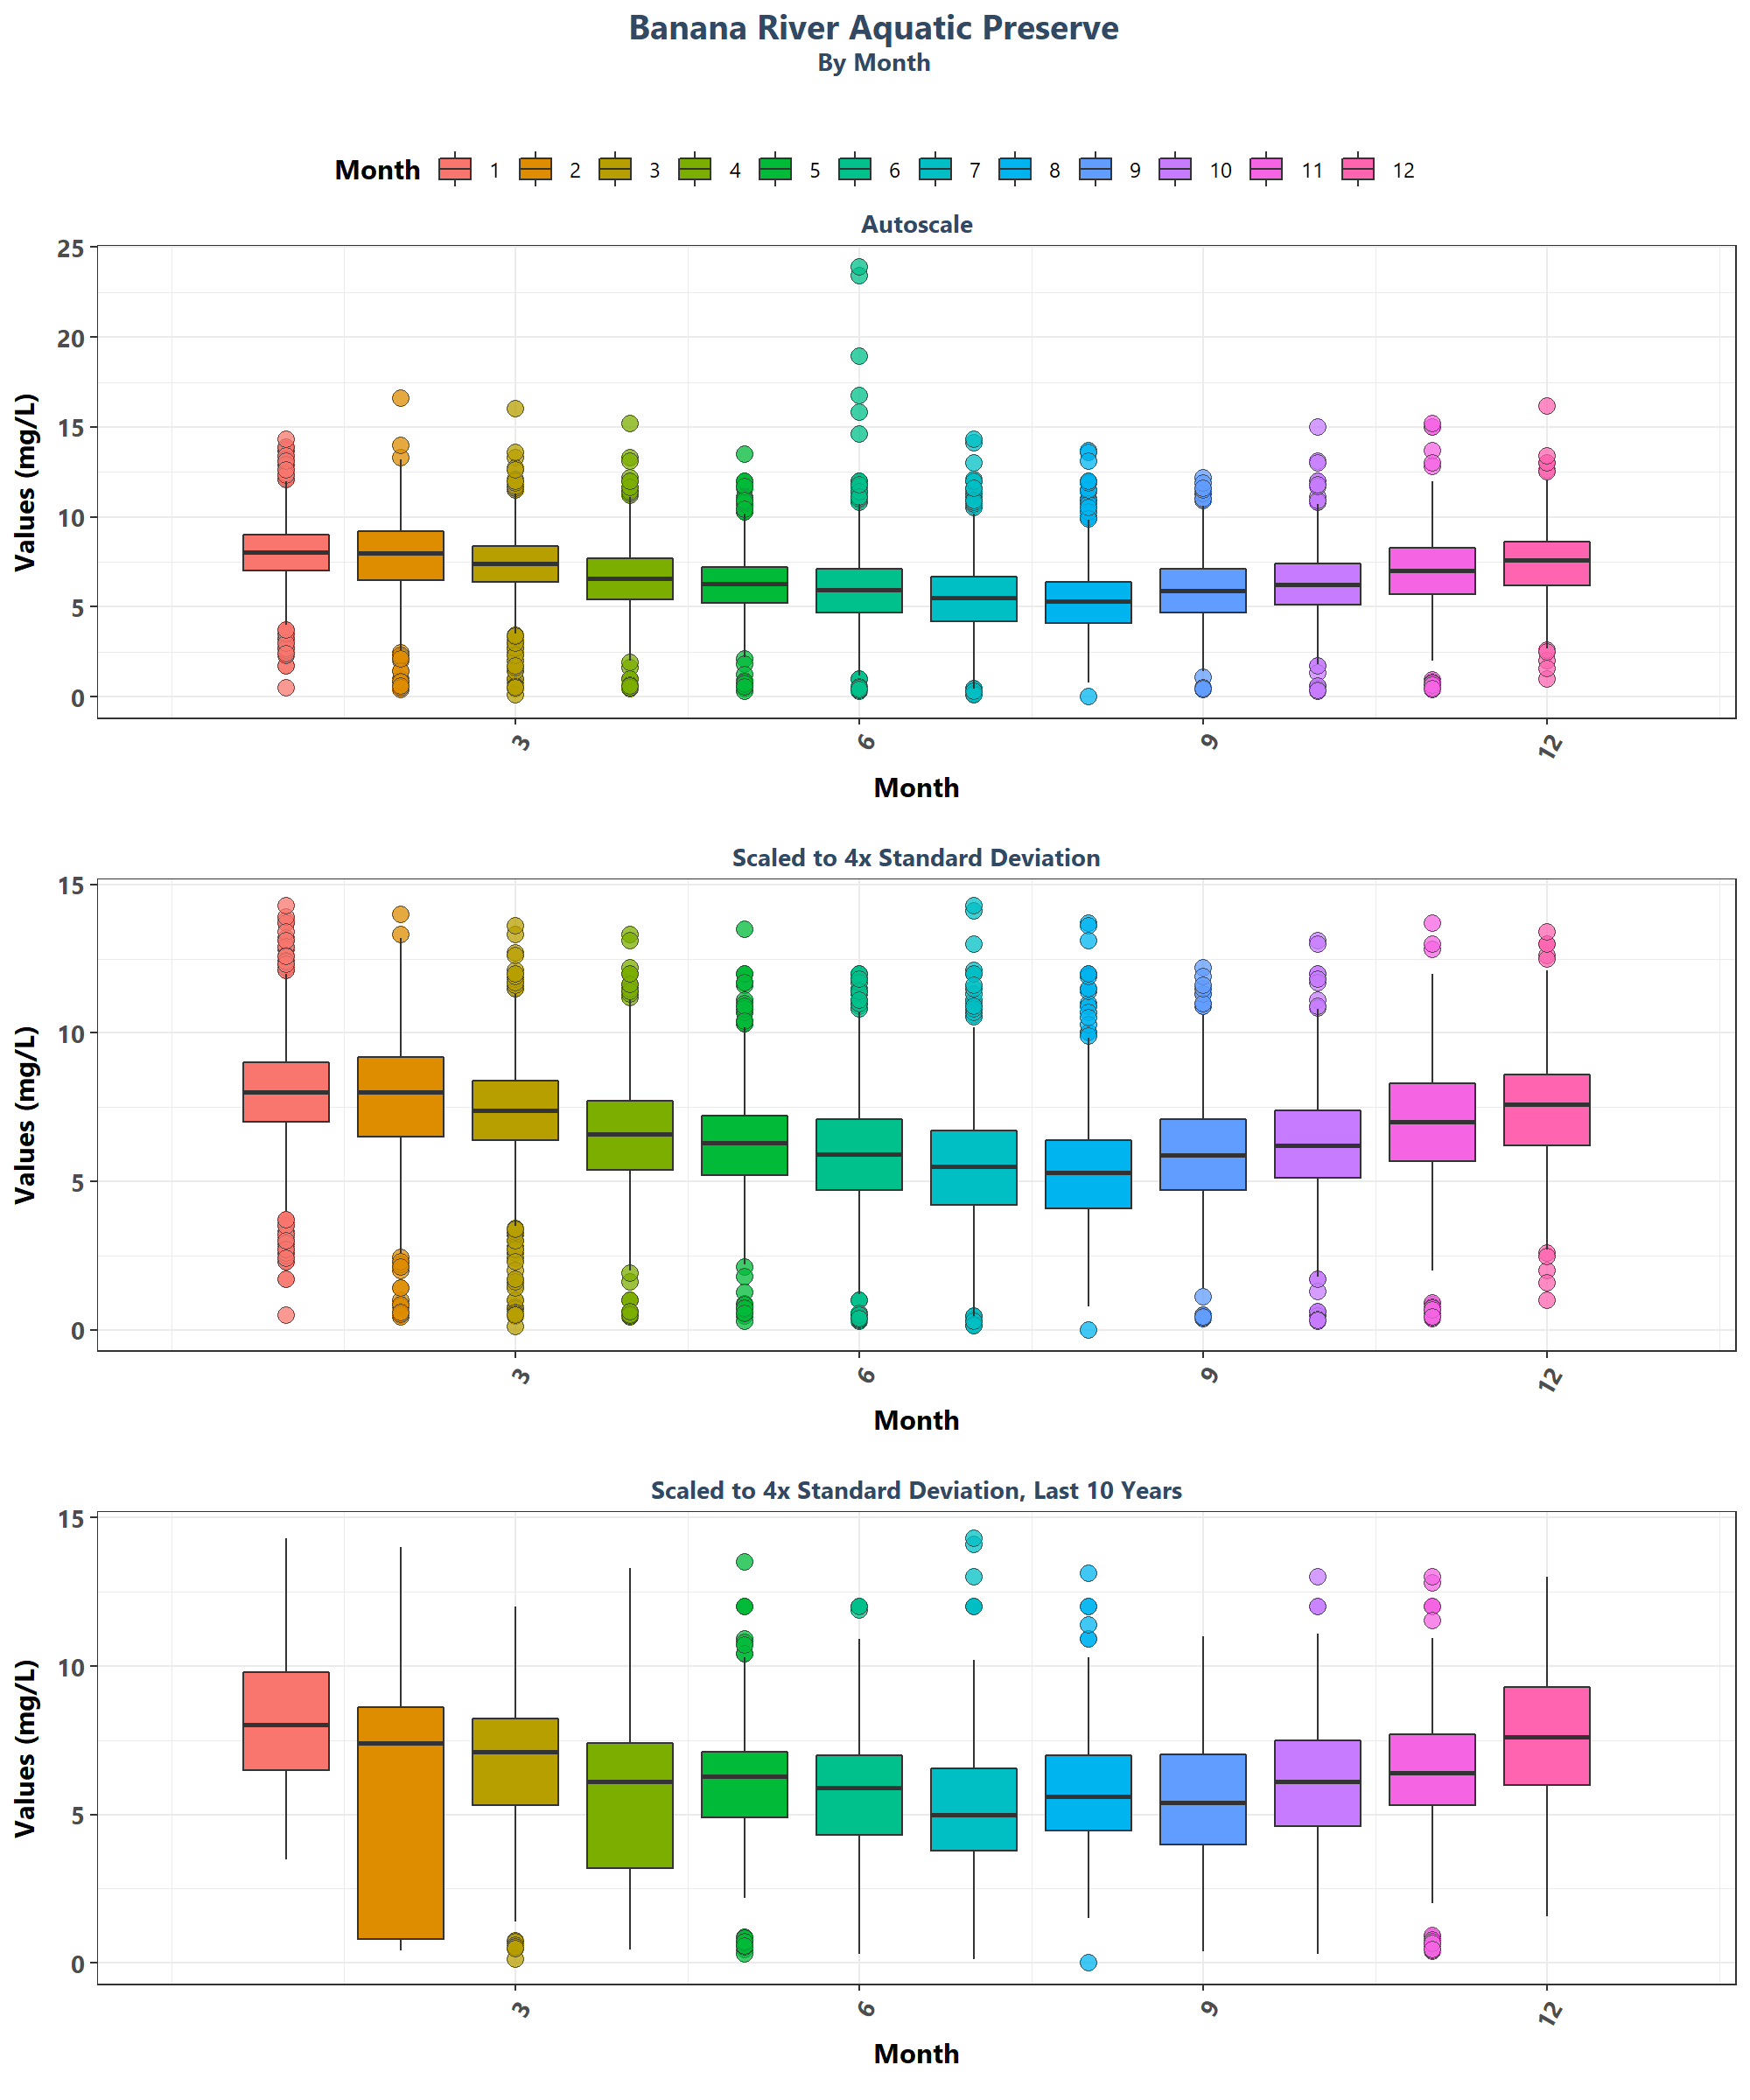 Banana River Aquatic Preserve
By Month
Month 1 2 3 4 5 6 7 8 9 10 11 12
Autoscale
Values (mg/L)
25
20
15
10
5
0
3 6 9 12
Month
Scaled to 4x Standard Deviation
Values (mg/L)
15
10
5
0
3 6 9 12
Month
Scaled to 4x Standard Deviation, Last 10 Years
Values (mg/L)
15
10
5
0
3 6 9 12
Month